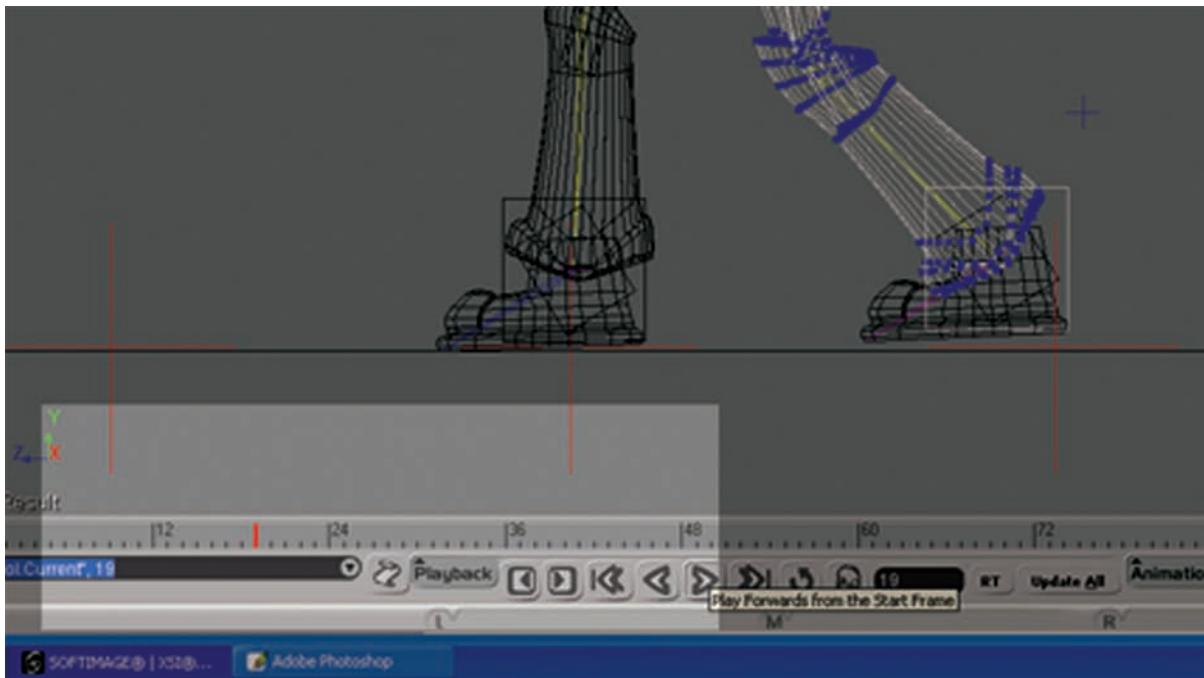 Y
Z X
Result
12 24 36 48 60 72
ol.Current", 19 Playback 19 RT Update All Animatio
Play Forwards from the Start Frame
L M R
SOFTIMAGE® | XSI®... Adobe Photoshop